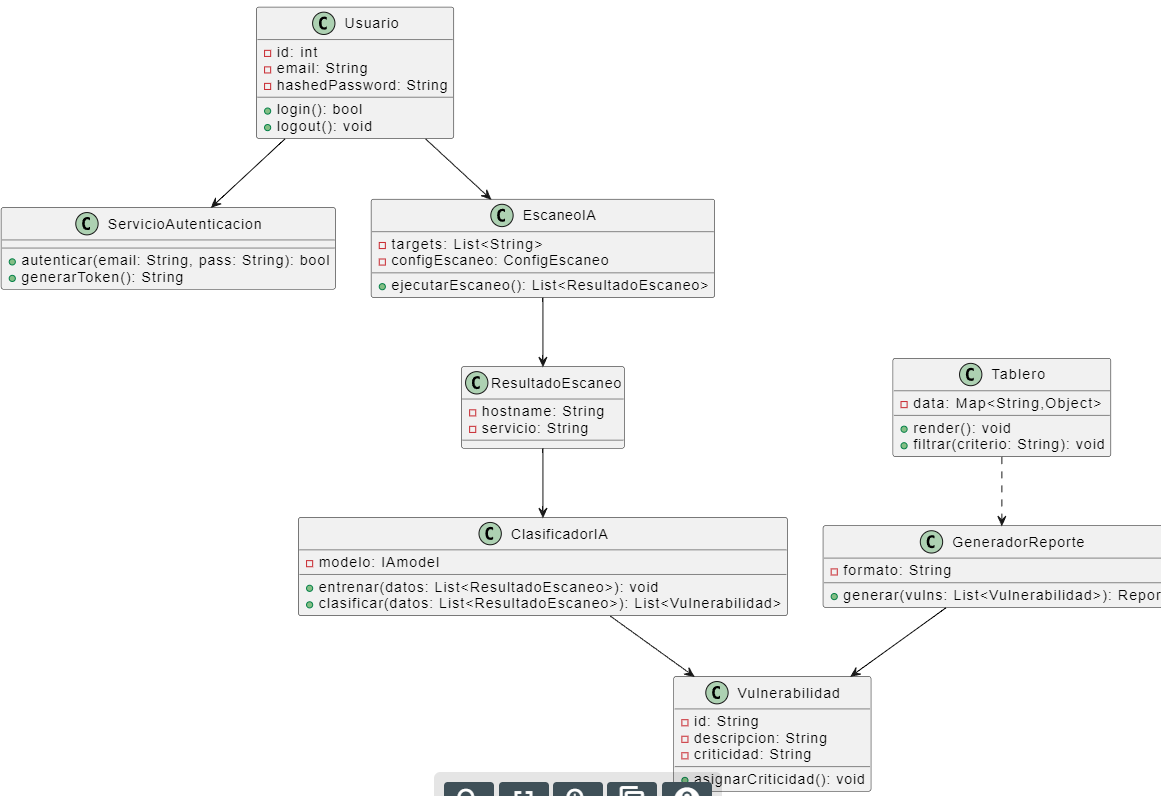 C Usuario
id: int
email: String
hashedPassword: String
login(): bool
logout(): void
C ServicioAutenticacion
autenticar(email: String, pass: String): bool
generarToken(): String
C EscaneoIA
targets: List<String>
configEscaneo: ConfigEscaneo
ejecutarEscaneo(): List<ResultadoEscaneo>
C ResultadoEscaneo
hostname: String
servicio: String
C Tablero
data: Map<String,Object>
render(): void
filtrar(criterio: String): void
C ClasificadorIA
modelo: IAmodel
entrenar(datos: List<ResultadoEscaneo>): void
clasificar(datos: List<ResultadoEscaneo>): List<Vulnerabilidad>
C GeneradorReporte
formato: String
generar(vulns: List<Vulnerabilidad>): Repor
C Vulnerabilidad
id: String
descripcion: String
criticidad: String
asignarCriticidad(): void